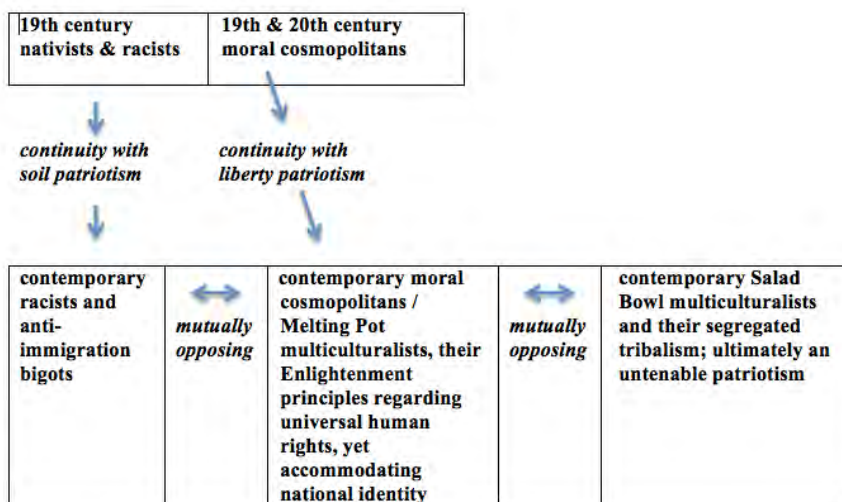 19th century
nativists & racists
19th & 20th century
moral cosmopolitans
continuity with
soil patriotism
continuity with
liberty patriotism
contemporary
racists and
anti-
immigration
bigots
mutually
opposing
contemporary moral
cosmopolitans /
Melting Pot
multiculturalists, their
Enlightenment
principles regarding
universal human
rights, yet
accommodating
national identity
mutually
opposing
contemporary Salad
Bowl multiculturalists
and their segregated
tribalism; ultimately an
untenable patriotism